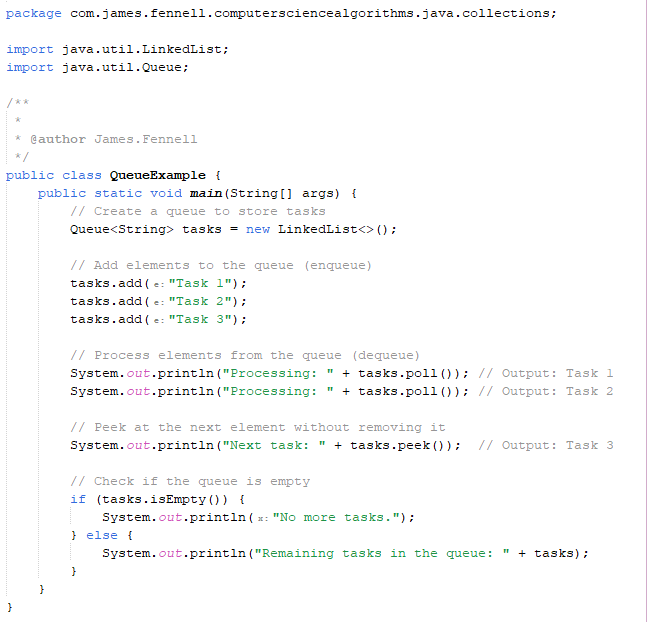 package com.james.fennell.computersciencealgorithms.java.collections;
import java.util.LinkedList;
import java.util.Queue;
/**
 *
 * @author James.Fennell
 */
public class QueueExample {
    public static void main(String[] args) {
        // Create a queue to store tasks
        Queue<String> tasks = new LinkedList<>();
        // Add elements to the queue (enqueue)
        tasks.add( e: "Task 1");
        tasks.add( e: "Task 2");
        tasks.add( e: "Task 3");
        // Process elements from the queue (dequeue)
        System.out.println("Processing: " + tasks.poll()); // Output: Task 1
        System.out.println("Processing: " + tasks.poll()); // Output: Task 2
        // Peek at the next element without removing it
        System.out.println("Next task: " + tasks.peek());  // Output: Task 3
        // Check if the queue is empty
        if (tasks.isEmpty()) {
            System.out.println( x: "No more tasks.");
        } else {
            System.out.println("Remaining tasks in the queue: " + tasks);
        }
    }
}